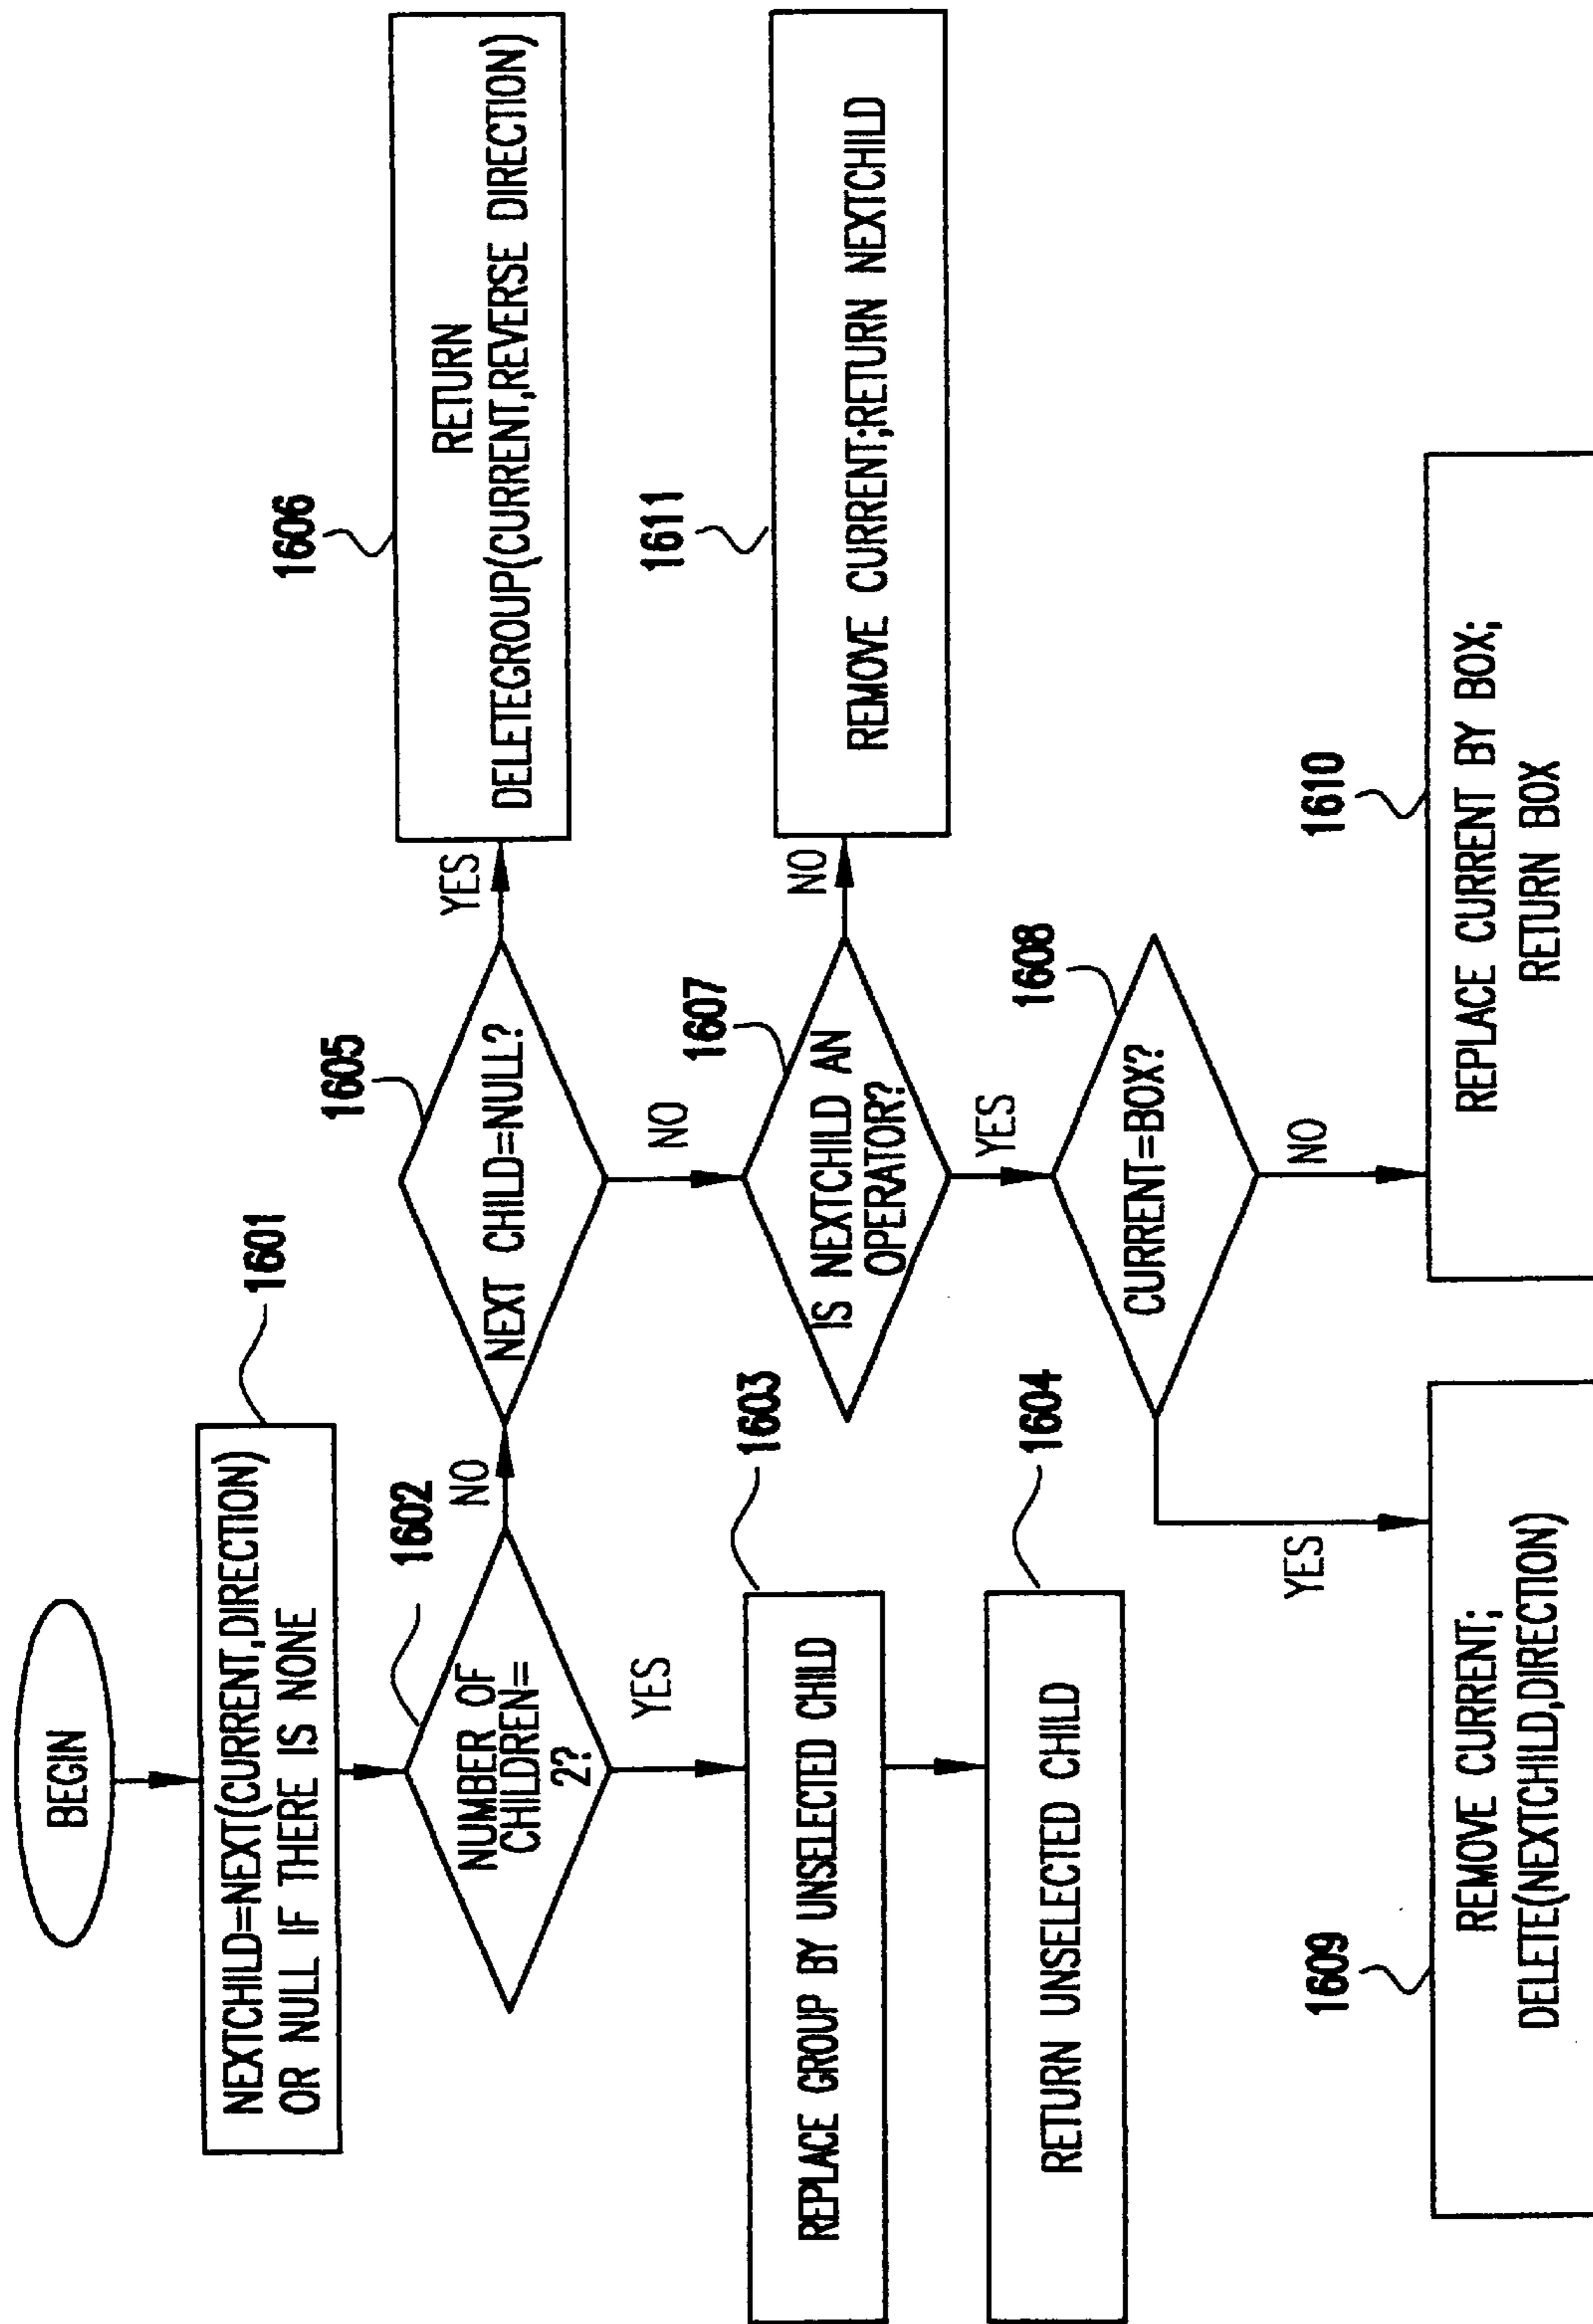 BEGIN
1601
NEXTCHILD=NEXT(CURRENT,DIRECTION)
OR NULL IF THERE IS NONE
1602
NUMBER OF
CHILDREN=
2?
NO
YES
1603
REPLACE GROUP BY UNSELECTED CHILD
1604
RETURN UNSELECTED CHILD
1605
NEXT CHILD=NULL?
YES
NO
1606
RETURN
DELETEGROUP(CURRENT,REVERSE DIRECTION)
1607
IS NEXTCHILD AN
OPERATOR?
NO
YES
1611
REMOVE CURRENT;RETURN NEXTCHILD
1608
CURRENT=BOX?
YES
NO
1609
REMOVE CURRENT;
DELETE(NEXTCHILD,DIRECTION)
1610
REPLACE CURRENT BY BOX;
RETURN BOX